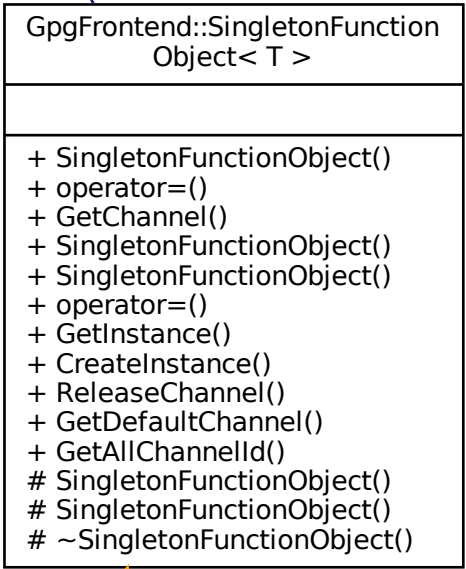 GpgFrontend::SingletonFunction
Object< T >
+ SingletonFunctionObject()
+ operator=()
+ GetChannel()
+ SingletonFunctionObject()
+ SingletonFunctionObject()
+ operator=()
+ GetInstance()
+ CreateInstance()
+ ReleaseChannel()
+ GetDefaultChannel()
+ GetAllChannelId()
# SingletonFunctionObject()
# SingletonFunctionObject()
# ~SingletonFunctionObject()